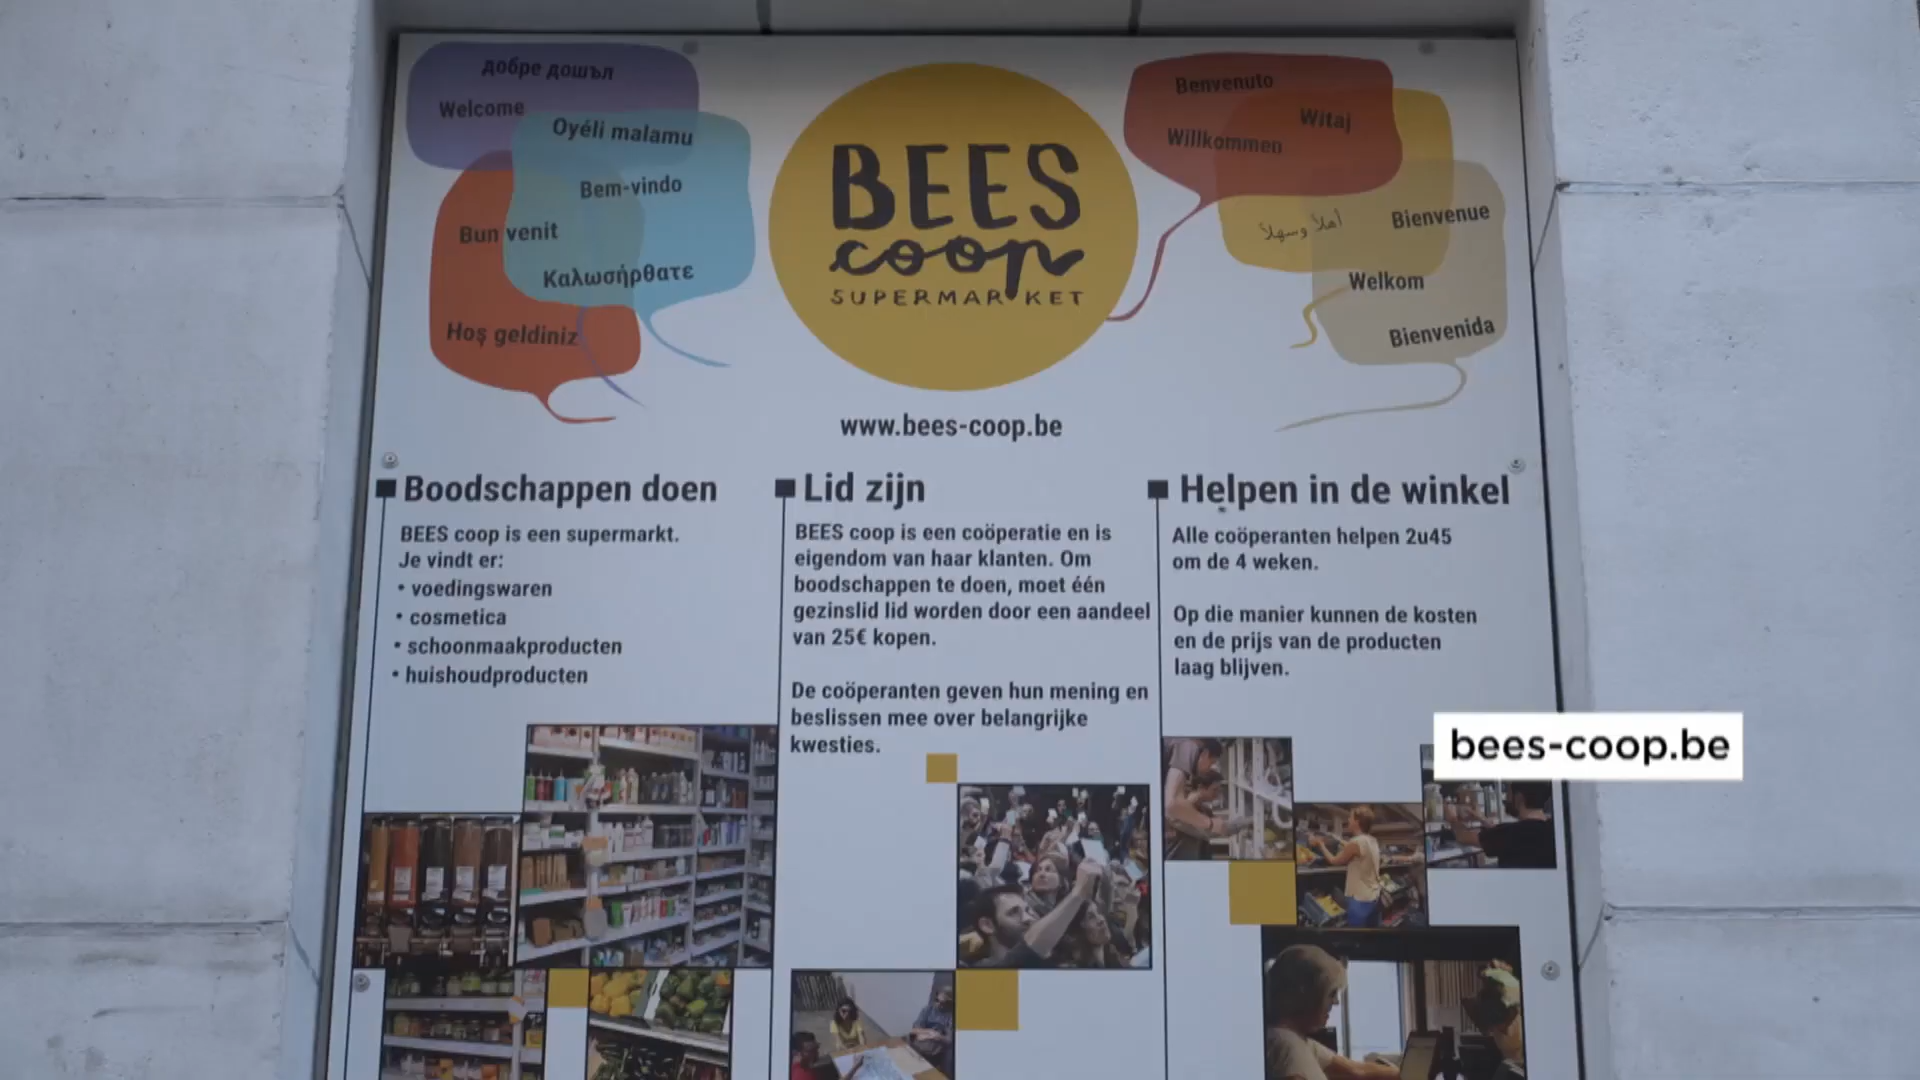 добре дошъл
Welcome
Oyéli malamu
Bem-vindo
Bun venit
Καλωσήρθατε
Hoş geldiniz
BEES
coop
SUPERMARKET
Benvenuto
Witaj
Willkommen
أهلا وسهلا
Bienvenue
Welkom
Bienvenida
www.bees-coop.be
Boodschappen doen
BEES coop is een supermarkt.
Je vindt er:
• voedingswaren
• cosmetica
• schoonmaakproducten
• huishoudproducten
Lid zijn
BEES coop is een coöperatie en is
eigendom van haar klanten. Om
boodschappen te doen, moet één
gezinslid lid worden door een aandeel
van 25€ kopen.
De coöperanten geven hun mening en
beslissen mee over belangrijke
kwesties.
Helpen in de winkel
Alle coöperanten helpen 2u45
om de 4 weken.
Op die manier kunnen de kosten
en de prijs van de producten
laag blijven.
bees-coop.be